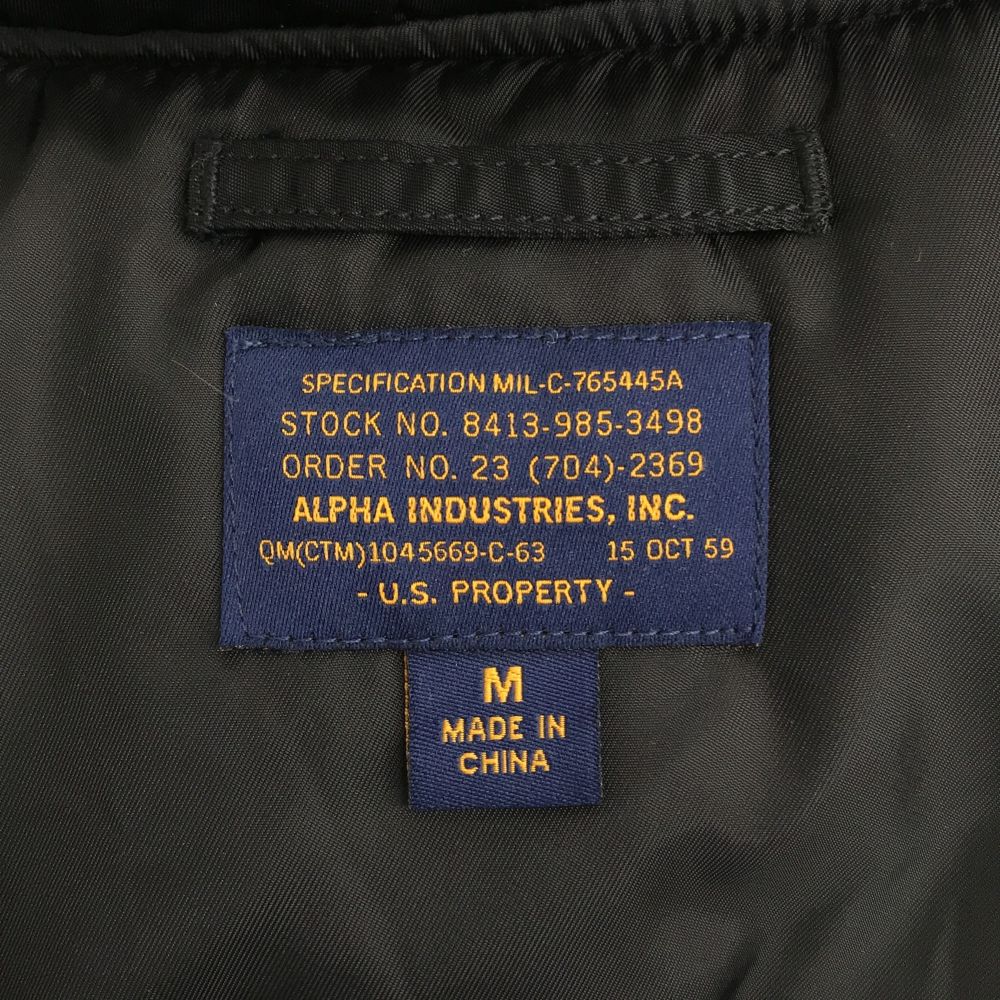 SPECIFICATION MIL-C-765445A
STOCK NO. 8413-985-3498
ORDER NO. 23 (704)-2369
ALPHA INDUSTRIES, INC.
QM(CTM)1045669-C-63 15 OCT 59
- U.S. PROPERTY -
M
MADE IN
CHINA